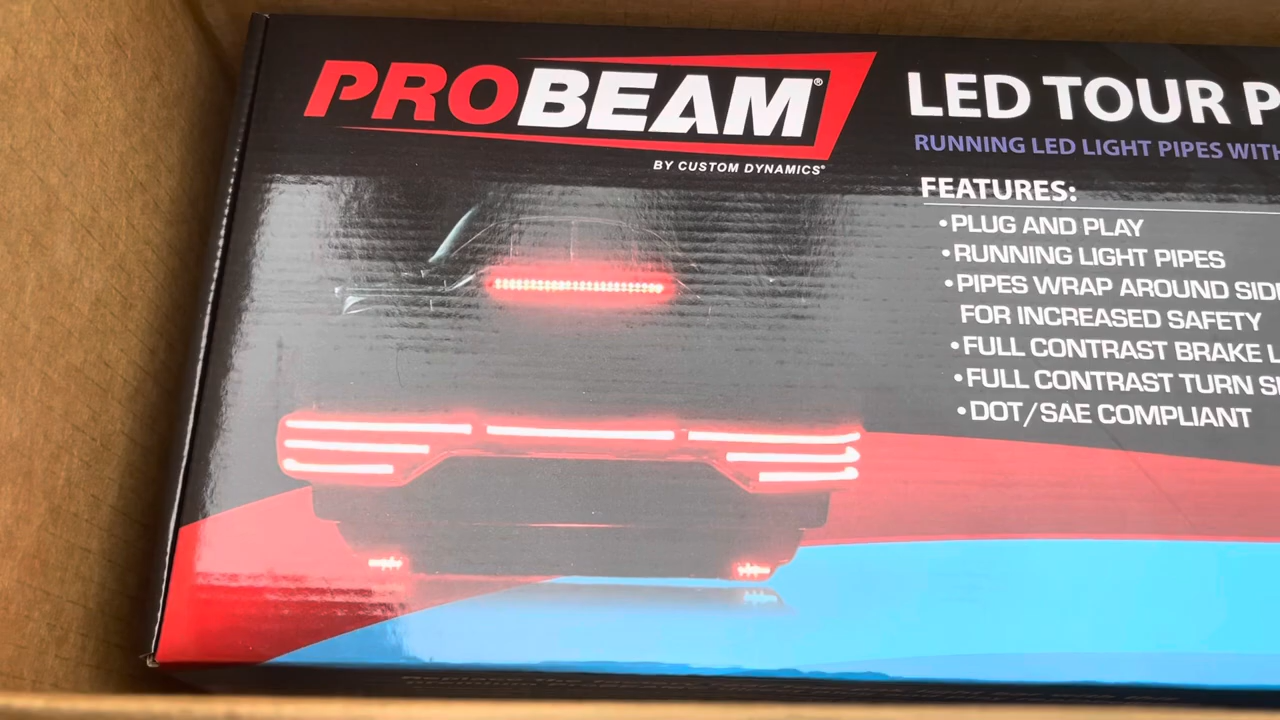 PROBEAM®
BY CUSTOM DYNAMICS®
LED TOUR P
RUNNING LED LIGHT PIPES WITH
FEATURES:
•PLUG AND PLAY
•RUNNING LIGHT PIPES
•PIPES WRAP AROUND SID
FOR INCREASED SAFETY
•FULL CONTRAST BRAKE L
•FULL CONTRAST TURN S
•DOT/SAE COMPLIANT